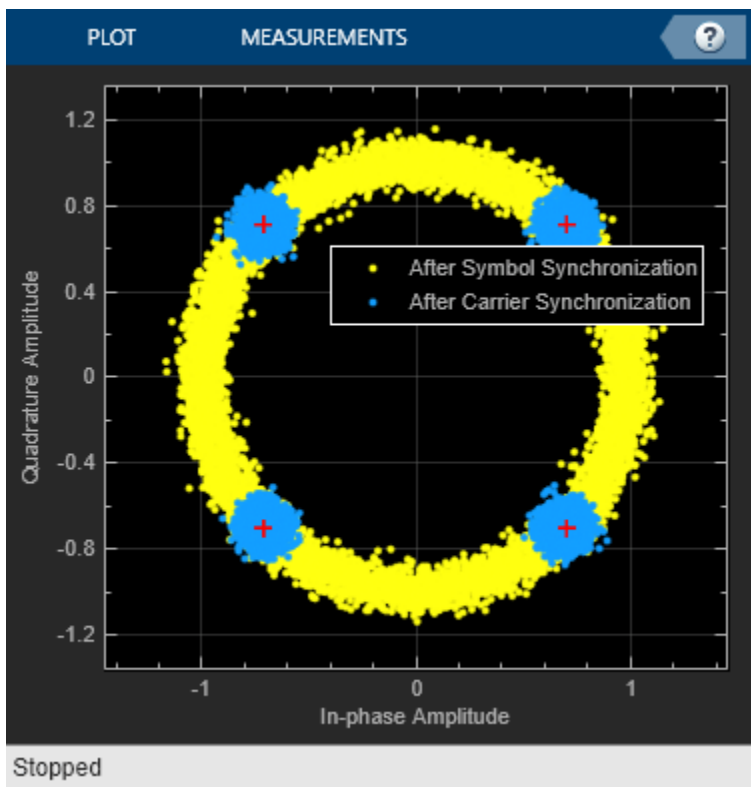 PLOT MEASUREMENTS ?
1.2
0.8
After Symbol Synchronization
0.4
After Carrier Synchronization
0
-0.4
-0.8
-1.2
Quadrature Amplitude
-1 0 1
In-phase Amplitude
Stopped